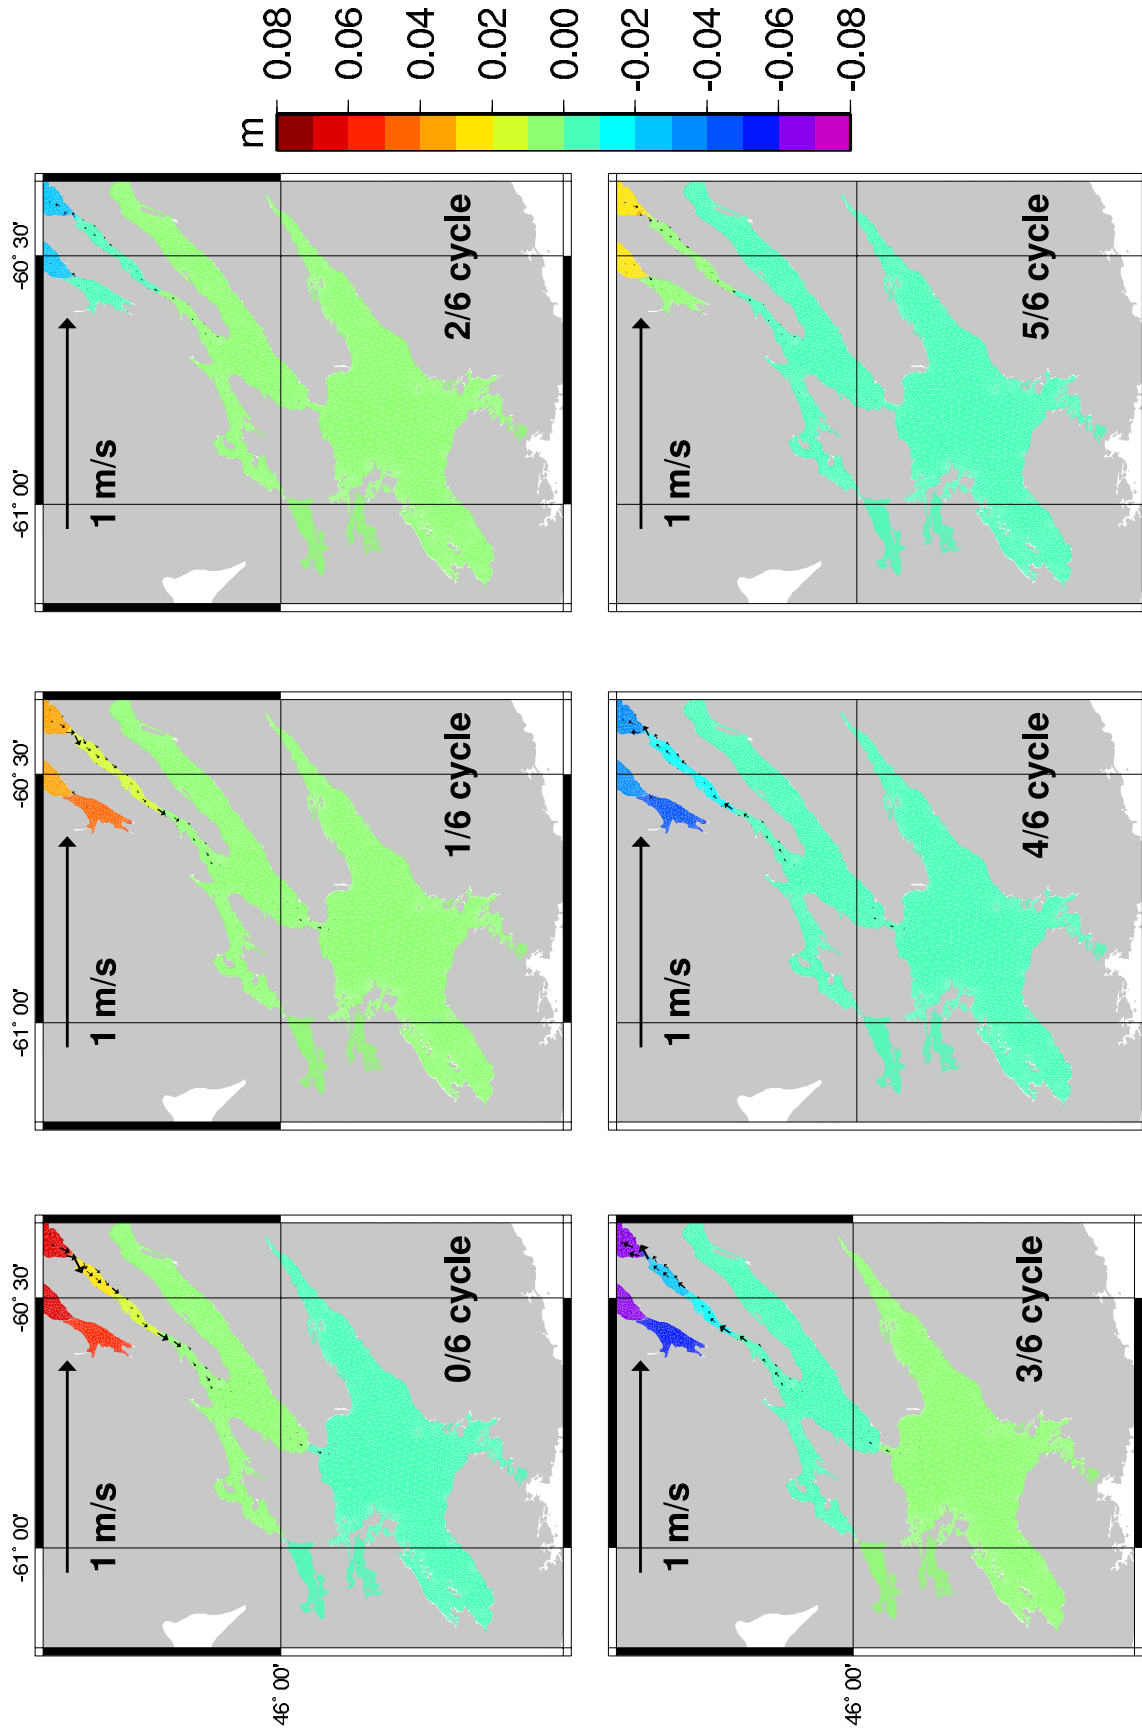 -61° 00'
-60° 30'
-61° 00'
-60° 30'
-61° 00'
-60° 30'
46° 00'
1 m/s
0/6 cycle
1 m/s
1/6 cycle
1 m/s
2/6 cycle
46° 00'
1 m/s
3/6 cycle
1 m/s
4/6 cycle
1 m/s
5/6 cycle
m
0.08
0.06
0.04
0.02
0.00
-0.02
-0.04
-0.06
-0.08